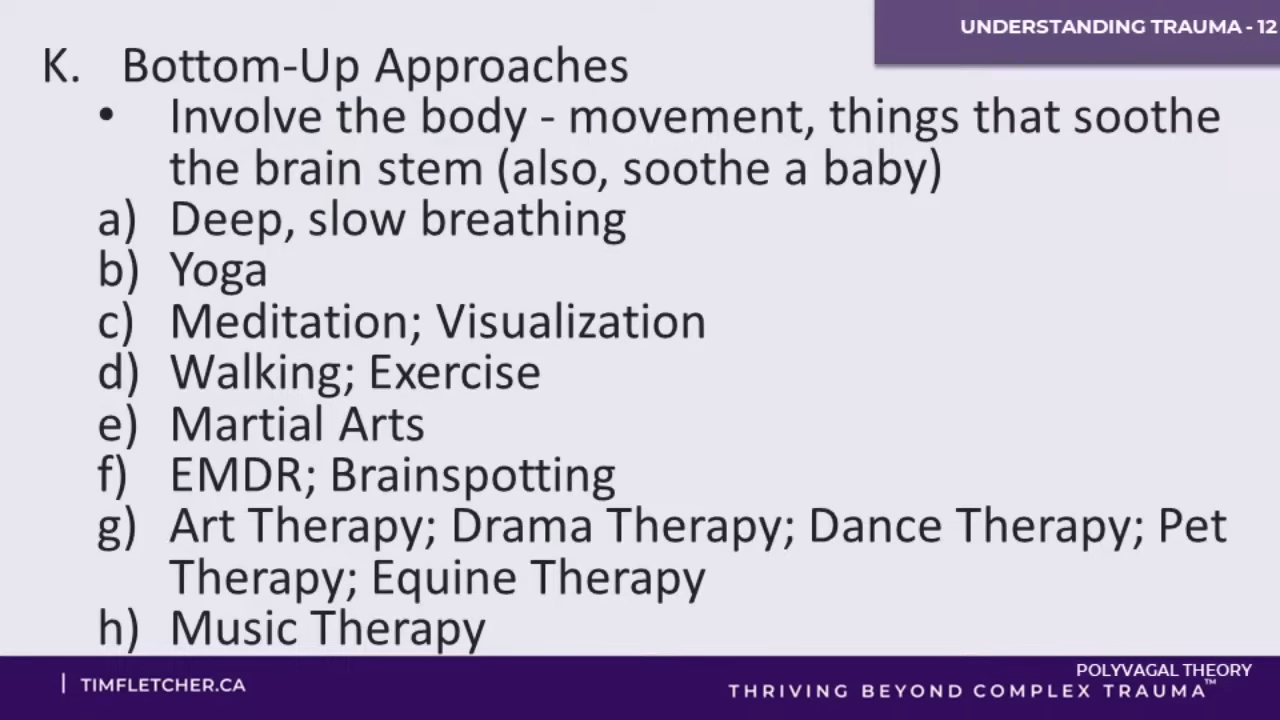 UNDERSTANDING TRAUMA - 12
K. Bottom-Up Approaches
• Involve the body - movement, things that soothe
the brain stem (also, soothe a baby)
a) Deep, slow breathing
b) Yoga
c) Meditation; Visualization
d) Walking; Exercise
e) Martial Arts
f) EMDR; Brainspotting
g) Art Therapy; Drama Therapy; Dance Therapy; Pet
Therapy; Equine Therapy
h) Music Therapy
| TIMFLETCHER.CA
POLYVAGAL THEORY
THRIVING BEYOND COMPLEX TRAUMA™